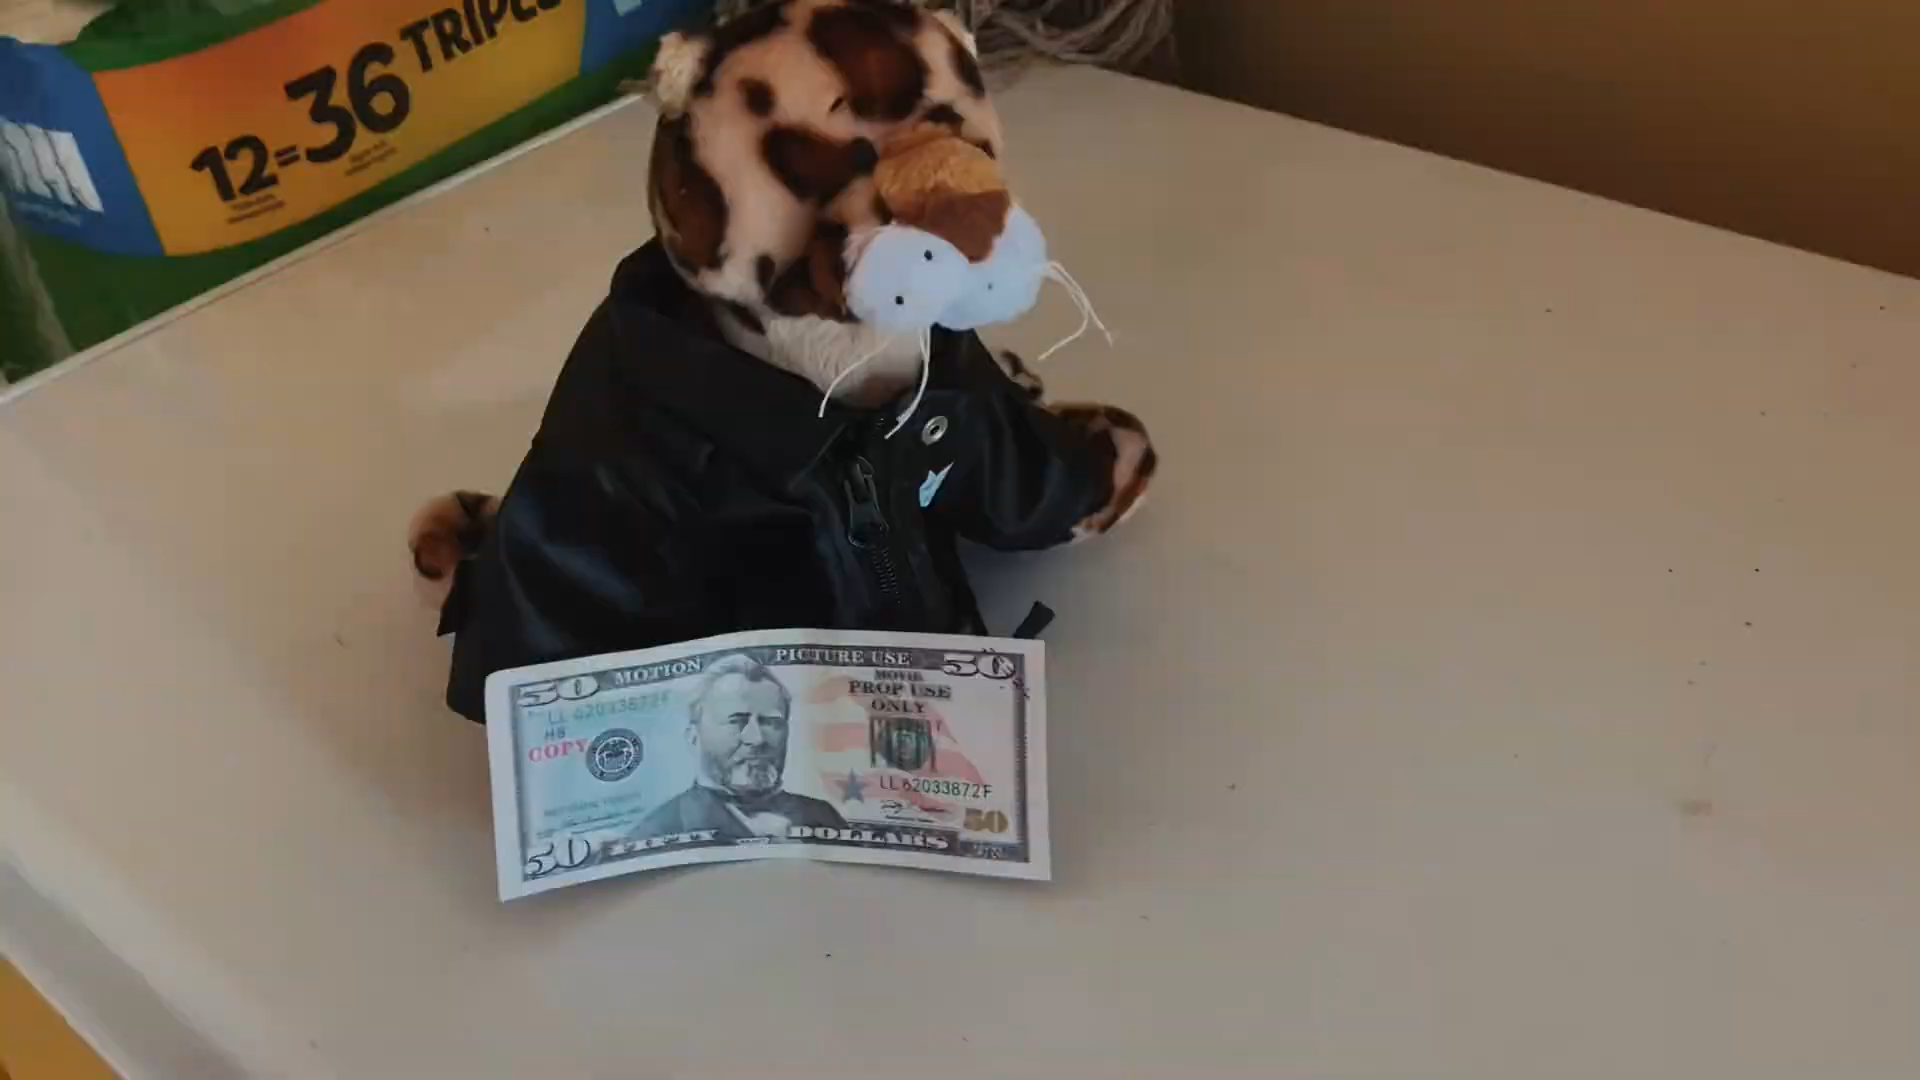 12=36 TRIPLE
50 MOTION PICTURE USE 50
LL 62033872F
H8
COPY
MOVIE
PROP USE
ONLY
LL 62033872F
50
50 FIFTY DOLLARS